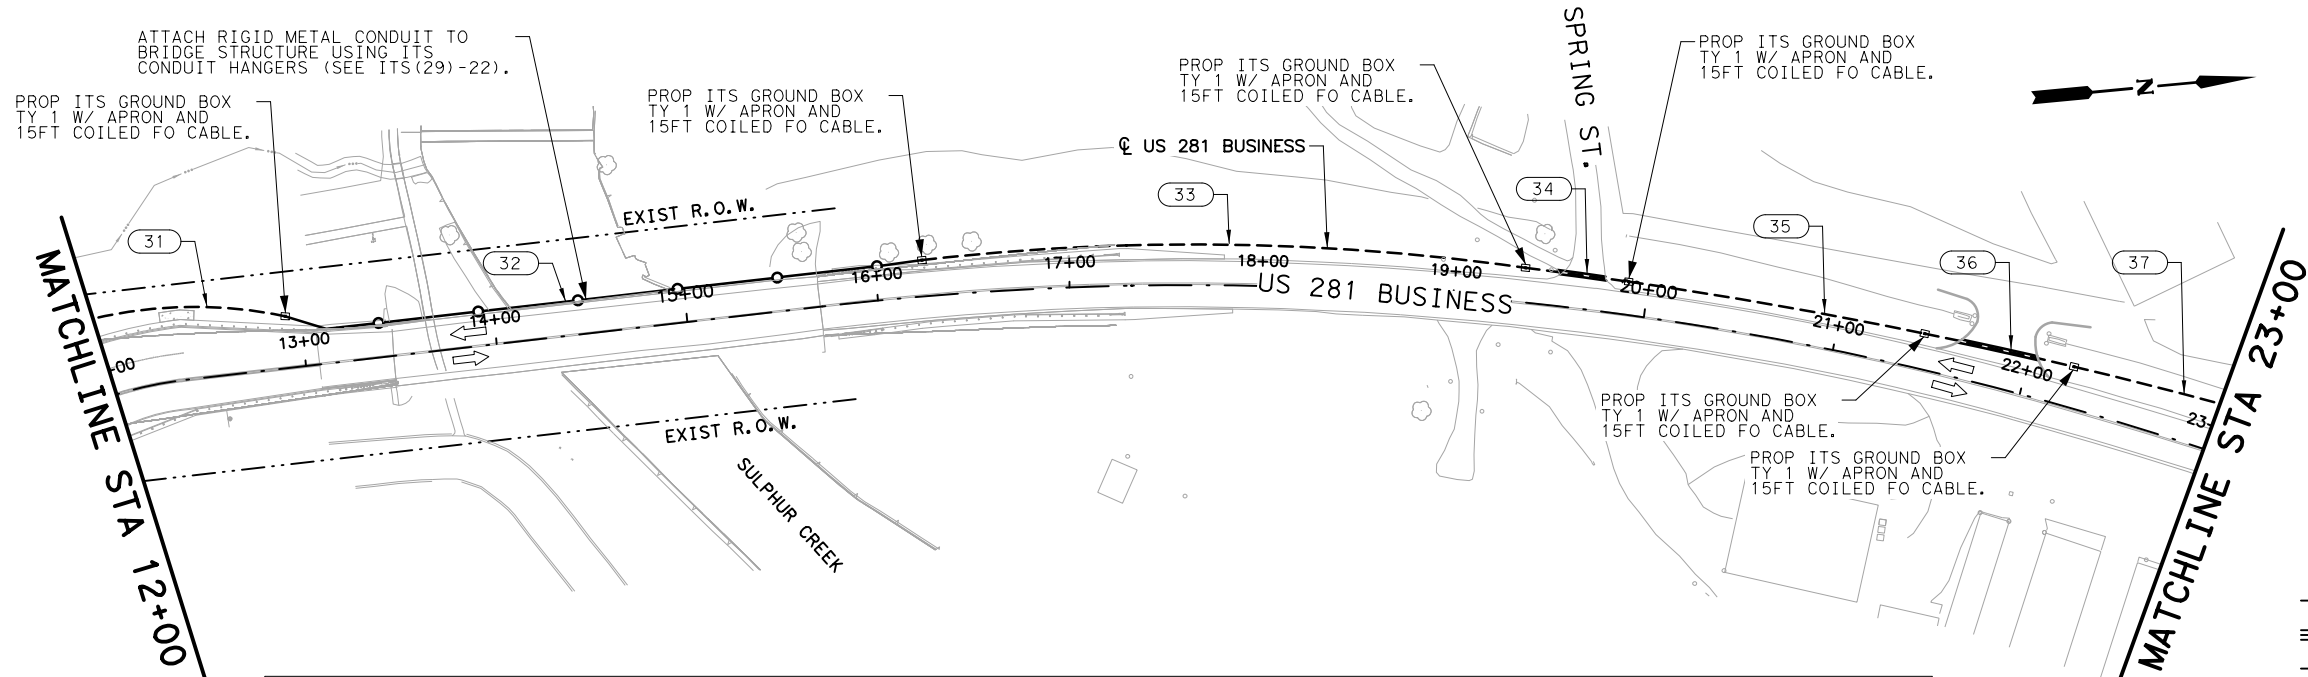 ATTACH RIGID METAL CONDUIT TO
BRIDGE STRUCTURE USING ITS
CONDUIT HANGERS (SEE ITS(29)-22).
PROP ITS GROUND BOX
TY 1 W/ APRON AND
15FT COILED FO CABLE.
PROP ITS GROUND BOX
TY 1 W/ APRON AND
15FT COILED FO CABLE.
PROP ITS GROUND BOX
TY 1 W/ APRON AND
15FT COILED FO CABLE.
SPRING ST.
PROP ITS GROUND BOX
TY 1 W/ APRON AND
15FT COILED FO CABLE.
N
℄ US 281 BUSINESS
EXIST R.O.W.
31
32
33
34
35
36
37
-00
13+00
14+00
15+00
16+00
17+00
18+00
19+00
20+00
21+00
22+00
23-
US 281 BUSINESS
MATCHLINE STA 12+00
MATCHLINE STA 23+00
EXIST R.O.W.
SULPHUR CREEK
PROP ITS GROUND BOX
TY 1 W/ APRON AND
15FT COILED FO CABLE.
PROP ITS GROUND BOX
TY 1 W/ APRON AND
15FT COILED FO CABLE.